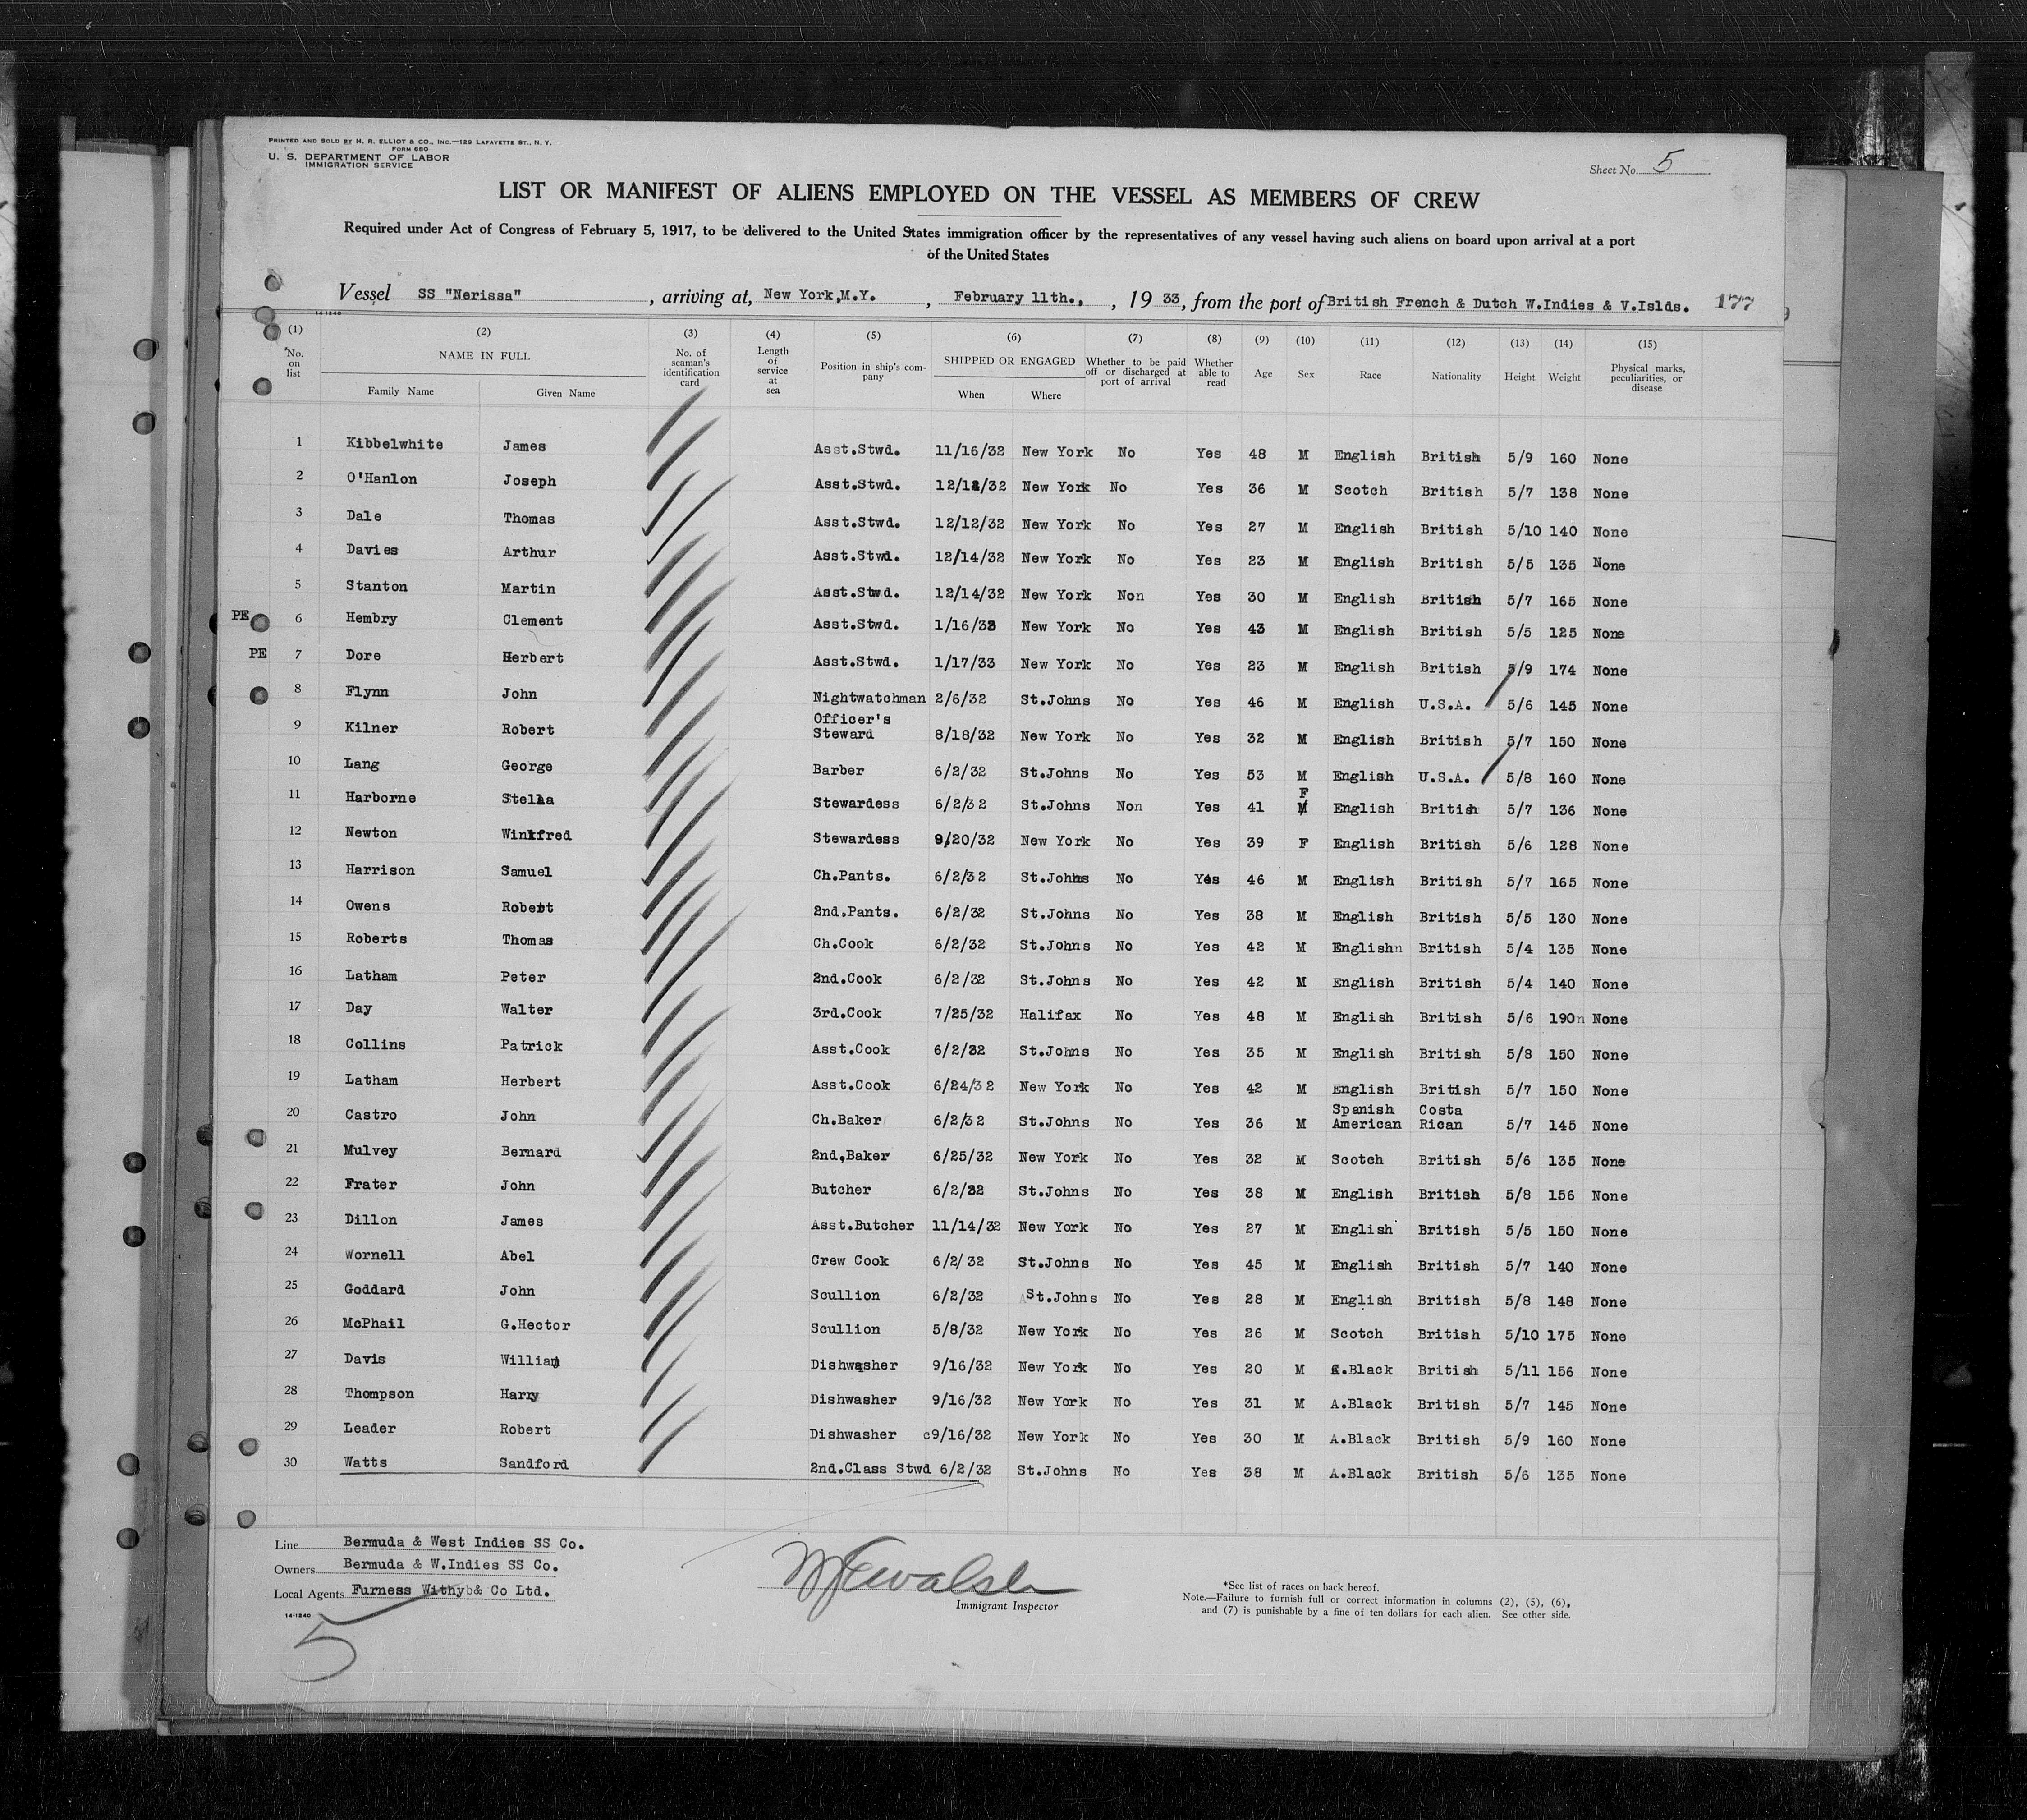 PRINTED AND SOLD BY H. R. ELLIOT & CO., INC.—129 LAFAYETTE ST., N. Y.
FORM 680
U. S. DEPARTMENT OF LABOR
IMMIGRATION SERVICE
Sheet No. 5
LIST OR MANIFEST OF ALIENS EMPLOYED ON THE VESSEL AS MEMBERS OF CREW
Required under Act of Congress of February 5, 1917, to be delivered to the United States immigration officer by the representatives of any vessel having such aliens on board upon arrival at a port
of the United States
Vessel SS "Nerissa", arriving at, New York,M.Y., February 11th.,, 1933, from the port of British French & Dutch W.Indies & V.Islds. 177
14-1240
(1) (2) (3) (4) (5) (6) (7) (8) (9) (10) (11) (12) (13) (14) (15)
*No. on list NAME IN FULL Family Name Given Name No. of seaman's identification card Length of service at sea Position in ship's company SHIPPED OR ENGAGED When Where Whether to be paid off or discharged at port of arrival Whether able to read Age Sex Race Nationality Height Weight Physical marks, peculiarities, or disease
1 Kibbelwhite James Asst.Stwd. 11/16/32 New York No Yes 48 M English British 5/9 160 None
2 O'Hanlon Joseph Asst.Stwd. 12/12/32 New York No Yes 36 M Scotch British 5/7 138 None
3 Dale Thomas Asst.Stwd. 12/12/32 New York No Yes 27 M English British 5/10 140 None
4 Davies Arthur Asst.Stwd. 12/14/32 New York No Yes 23 M English British 5/5 135 None
5 Stanton Martin Asst.Stwd. 12/14/32 New York Non Yes 30 M English British 5/7 165 None
PE 6 Hembry Clement Asst.Stwd. 1/16/33 New York No Yes 43 M English British 5/5 125 None
PE 7 Dore Herbert Asst.Stwd. 1/17/33 New York No Yes 23 M English British 5/9 174 None
8 Flynn John Nightwatchman 2/6/32 St.Johns No Yes 46 M English U.S.A. 5/6 145 None
9 Kilner Robert Officer's Steward 8/18/32 New York No Yes 32 M English British 5/7 150 None
10 Lang George Barber 6/2/32 St.Johns No Yes 53 M English U.S.A. 5/8 160 None
11 Harborne Stella Stewardess 6/2/32 St.Johns Non Yes 41 F English British 5/7 136 None
12 Newton Winifred Stewardess 9/20/32 New York No Yes 39 F English British 5/6 128 None
13 Harrison Samuel Ch.Pants. 6/2/32 St.Johns No Yes 46 M English British 5/7 165 None
14 Owens Robert 2nd.Pants. 6/2/32 St.Johns No Yes 38 M English British 5/5 130 None
15 Roberts Thomas Ch.Cook 6/2/32 St.Johns No Yes 42 M Englishn British 5/4 135 None
16 Latham Peter 2nd.Cook 6/2/32 St.Johns No Yes 42 M English British 5/4 140 None
17 Day Walter 3rd.Cook 7/25/32 Halifax No Yes 48 M English British 5/6 190n None
18 Collins Patrick Asst.Cook 6/2/32 St.Johns No Yes 35 M English British 5/8 150 None
19 Latham Herbert Asst.Cook 6/24/32 New York No Yes 42 M English British 5/7 150 None
20 Castro John Ch.Baker 6/2/32 St.Johns No Yes 36 M Spanish American Costa Rican 5/7 145 None
21 Mulvey Bernard 2nd,Baker 6/25/32 New York No Yes 32 M Scotch British 5/6 135 None
22 Frater John Butcher 6/2/32 St.Johns No Yes 38 M English British 5/8 156 None
23 Dillon James Asst.Butcher 11/14/32 New York No Yes 27 M English British 5/5 150 None
24 Wornell Abel Crew Cook 6/2/32 St.Johns No Yes 45 M English British 5/7 140 None
25 Goddard John Scullion 6/2/32 St.Johns No Yes 28 M English British 5/8 148 None
26 McPhail G.Hector Scullion 5/8/32 New York No Yes 26 M Scotch British 5/10 175 None
27 Davis William Dishwasher 9/16/32 New York No Yes 20 M A.Black British 5/11 156 None
28 Thompson Harry Dishwasher 9/16/32 New York No Yes 31 M A.Black British 5/7 145 None
29 Leader Robert Dishwasher 9/16/32 New York No Yes 30 M A.Black British 5/9 160 None
30 Watts Sandford 2nd.Class Stwd 6/2/32 St.Johns No Yes 38 M A.Black British 5/6 135 None
Line Bermuda & West Indies SS Co.
Owners Bermuda & W.Indies SS Co.
Local Agents Furness Withyb& Co Ltd.
14-1240
5
Immigrant Inspector
*See list of races on back hereof.
Note.—Failure to furnish full or correct information in columns (2), (5), (6),
and (7) is punishable by a fine of ten dollars for each alien. See other side.